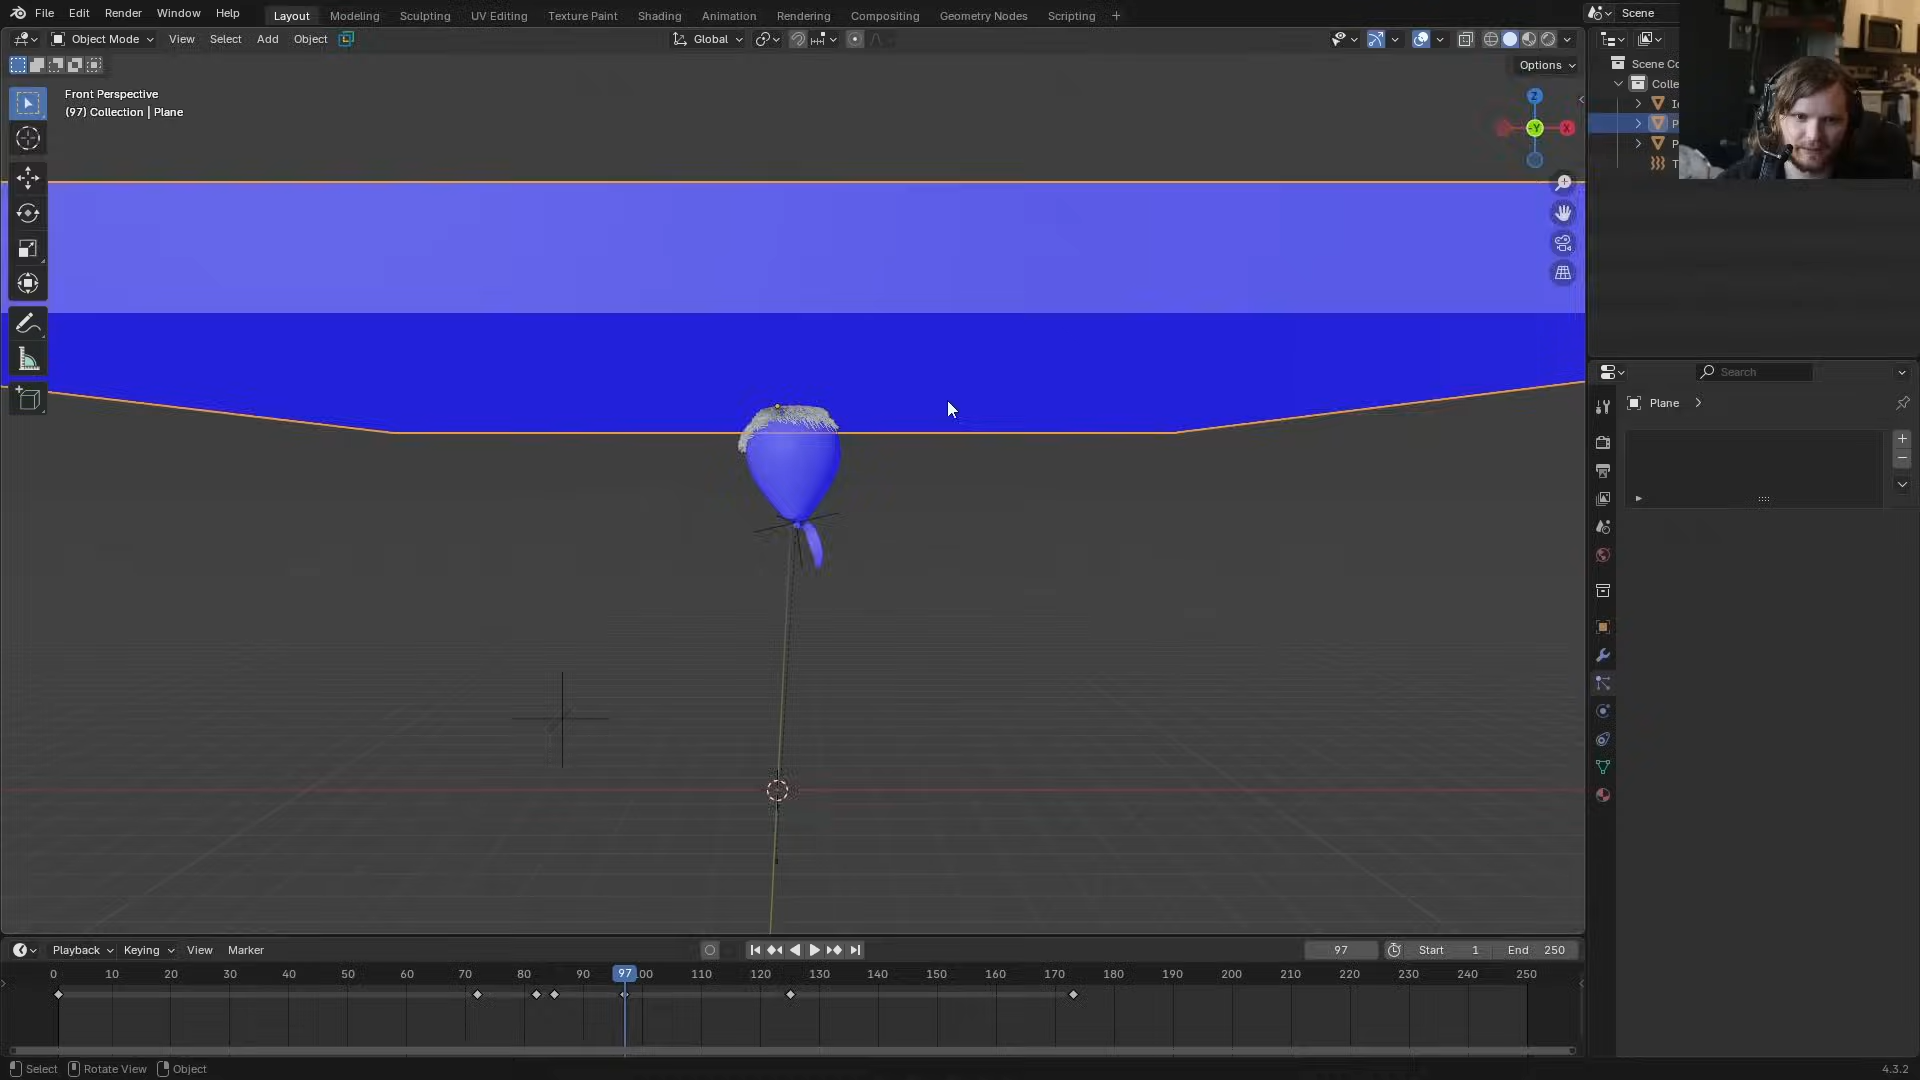 File Edit Render Window Help Layout Modeling Sculpting UV Editing Texture Paint Shading Animation Rendering Compositing Geometry Nodes Scripting + Scene
Object Mode View Select Add Object Global
Options
Front Perspective
(97) Collection | Plane
Z
-Y
X
Scene Co
Colle
P
P
T
Search
Plane
Playback Keying View Marker 97 Start 1 End 250
0 10 20 30 40 50 60 70 80 90 97 00 110 120 130 140 150 160 170 180 190 200 210 220 230 240 250
Select Rotate View Object 4.3.2